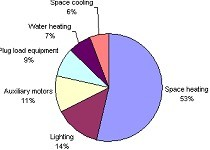 Space cooling
6%
Water heating
7%
Plug load equipment
9%
Auxiliary motors
11%
Lighting
14%
Space heating
53%